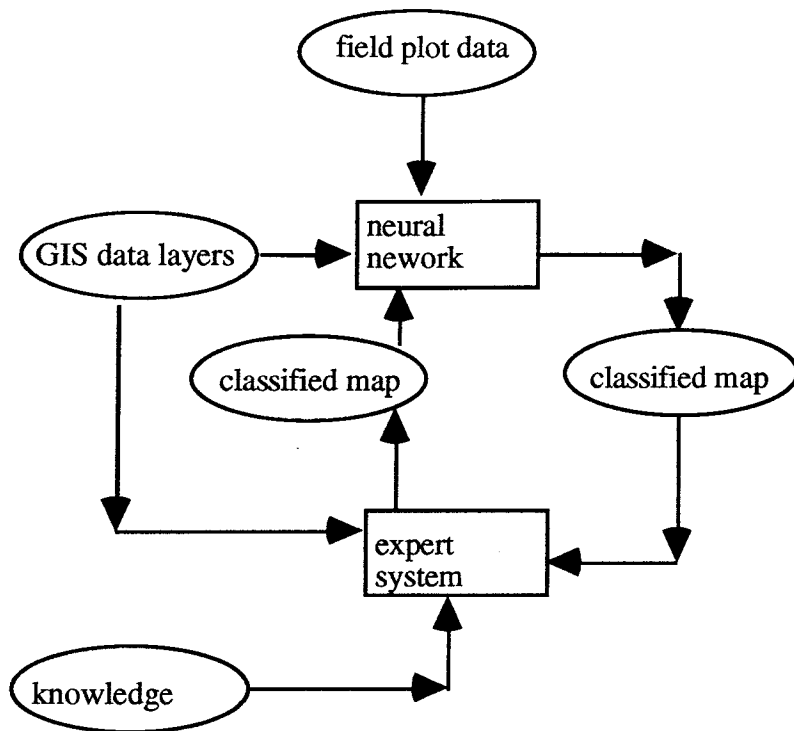 field plot data
neural
nework
GIS data layers
classified map
classified map
expert
system
knowledge